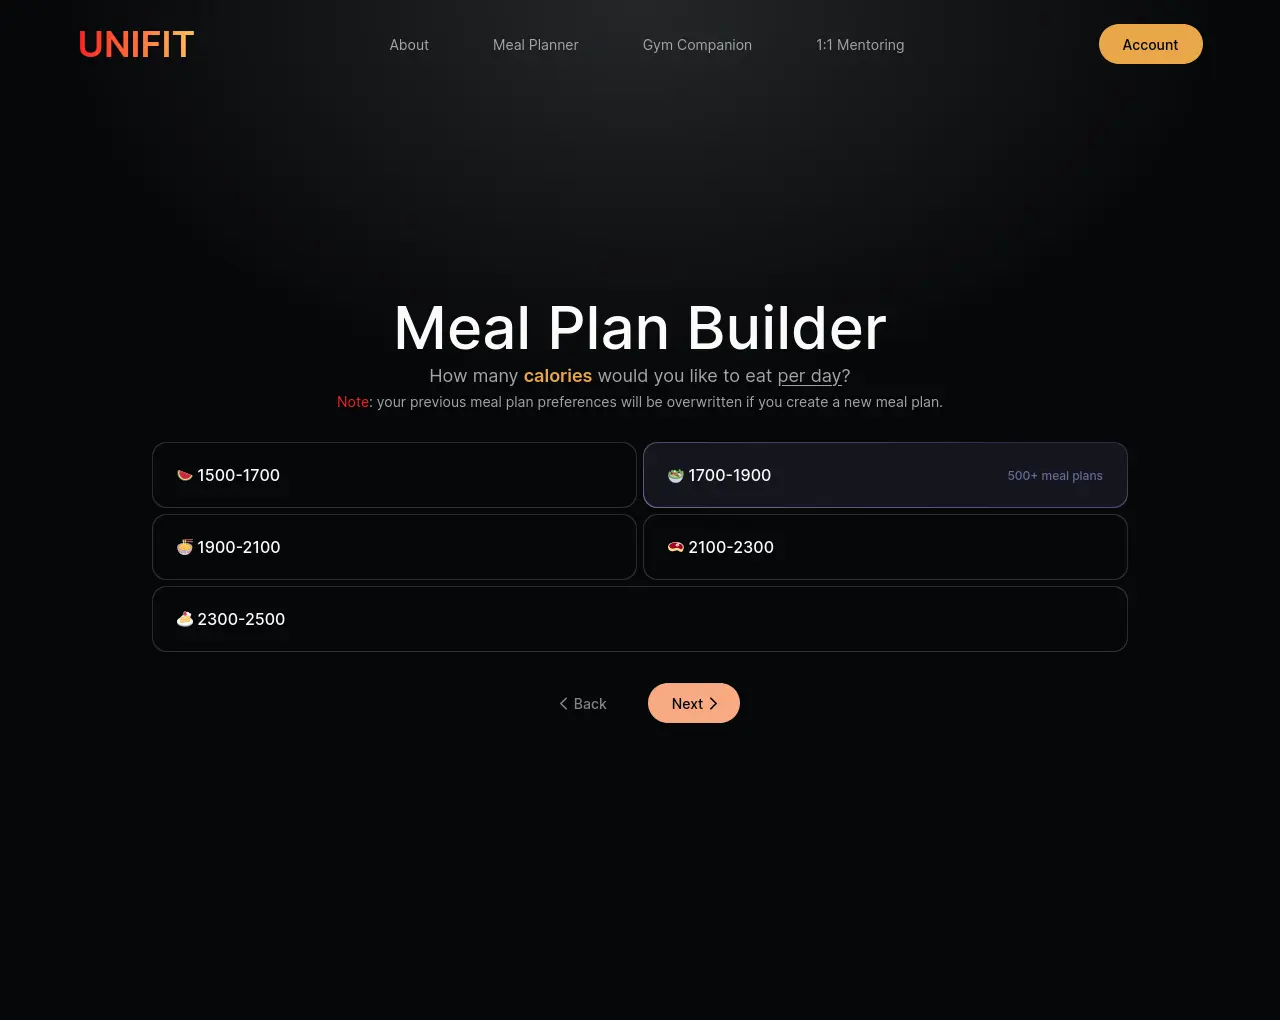 UNIFIT
About
Meal Planner
Gym Companion
1:1 Mentoring
Account
Meal Plan Builder
How many calories would you like to eat per day?
Note: your previous meal plan preferences will be overwritten if you create a new meal plan.
1500-1700
1700-1900
500+ meal plans
1900-2100
2100-2300
2300-2500
Back
Next